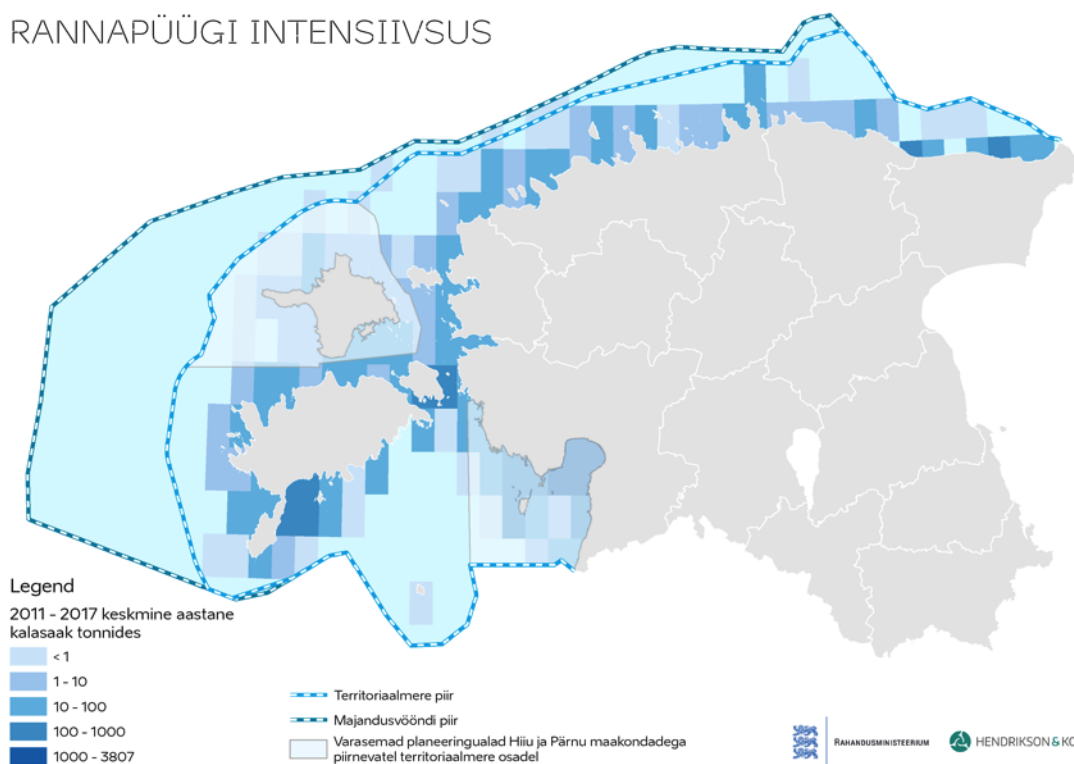 RANNAPÜÜGI INTENSIIVSUS
Legend
2011 - 2017 keskmine aastane
kalasaak tonnides
< 1
1 - 10
10 - 100
100 - 1000
1000 - 3807
Territoriaalmere piir
Majandusvööndi piir
Varasemad planeeringualad Hiiu ja Pärnu maakondadega
piirnevatel territoriaalmere osadel
RAHANDUSMINISTEERIUM
HENDRIKSON & KO